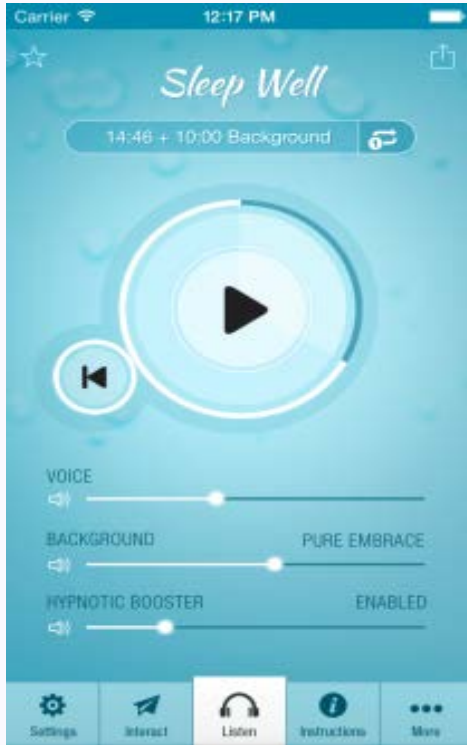 Carrier 12:17 PM
Sleep Well
14:46 + 10:00 Background 1
VOICE
BACKGROUND PURE EMBRACE
HYPNOTIC BOOSTER ENABLED
Settings Interact Listen Instructions More